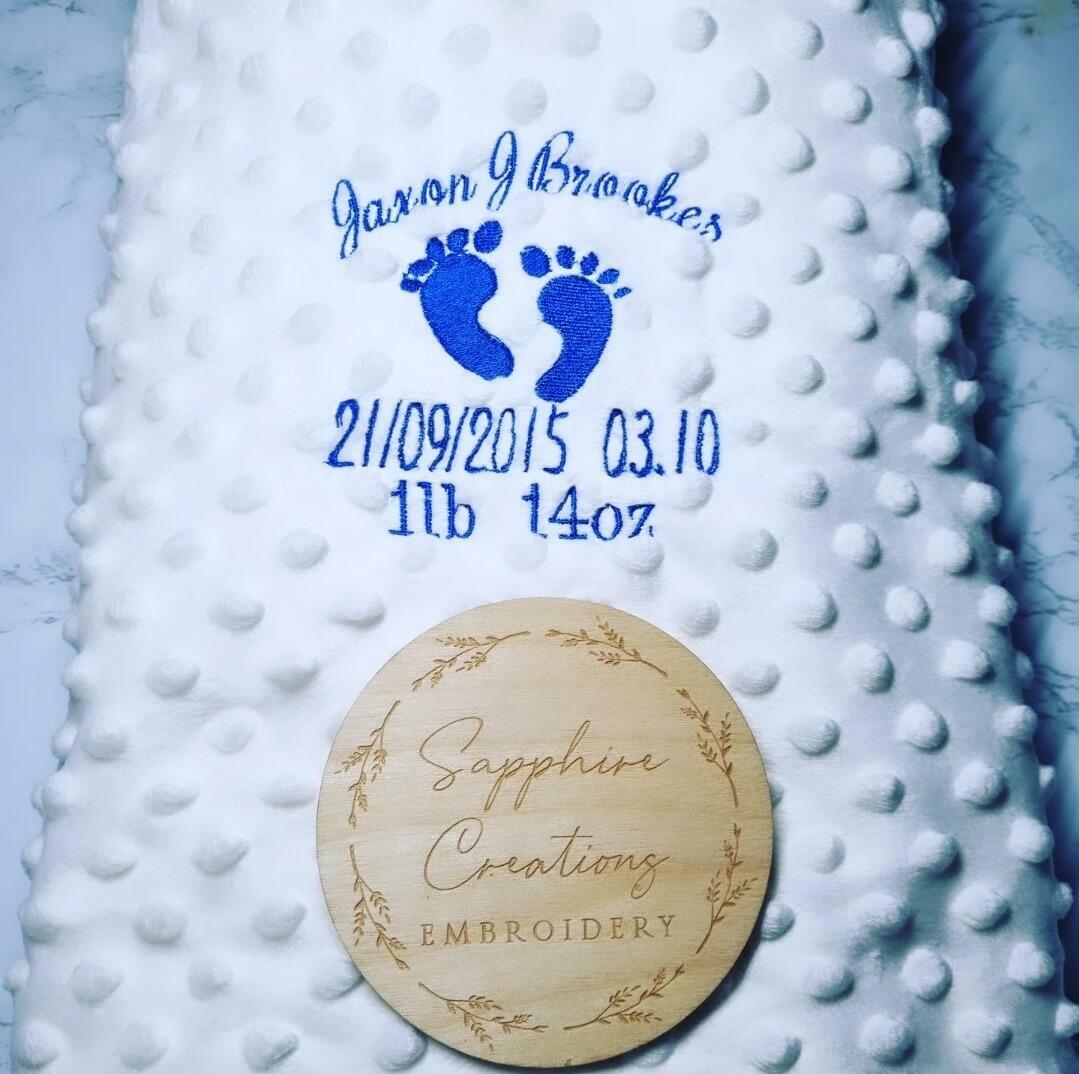 Jaxon J Brookes
21/09/2015 03.10
1lb 14oz
Sapphire
Creations
EMBROIDERY